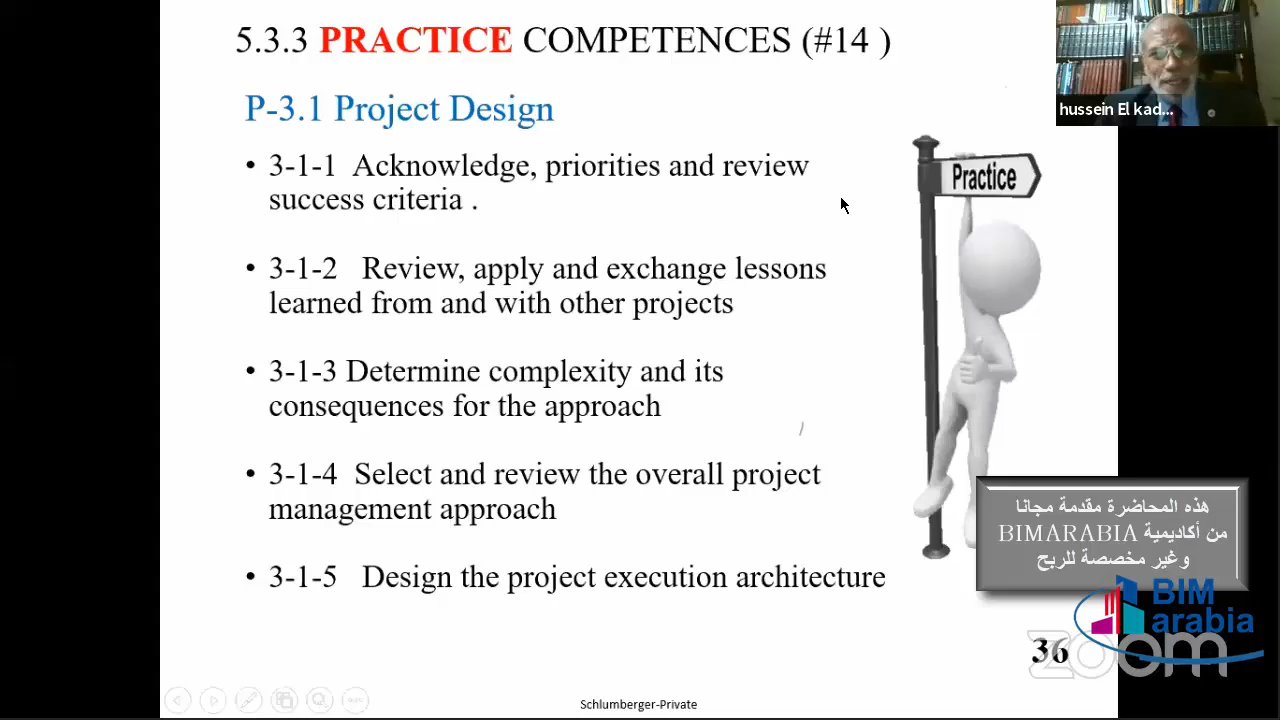 5.3.3 PRACTICE COMPETENCES (#14 )
hussein El kad...
P-3.1 Project Design
• 3-1-1 Acknowledge, priorities and review
success criteria .
Practice
• 3-1-2 Review, apply and exchange lessons
learned from and with other projects
• 3-1-3 Determine complexity and its
consequences for the approach
• 3-1-4 Select and review the overall project
management approach
• 3-1-5 Design the project execution architecture
هذه المحاضرة مقدمة مجانا
من أكاديمية BIMARABIA
وغير مخصصة للربح
BIM
arabia
36
zoom
Schlumberger-Private